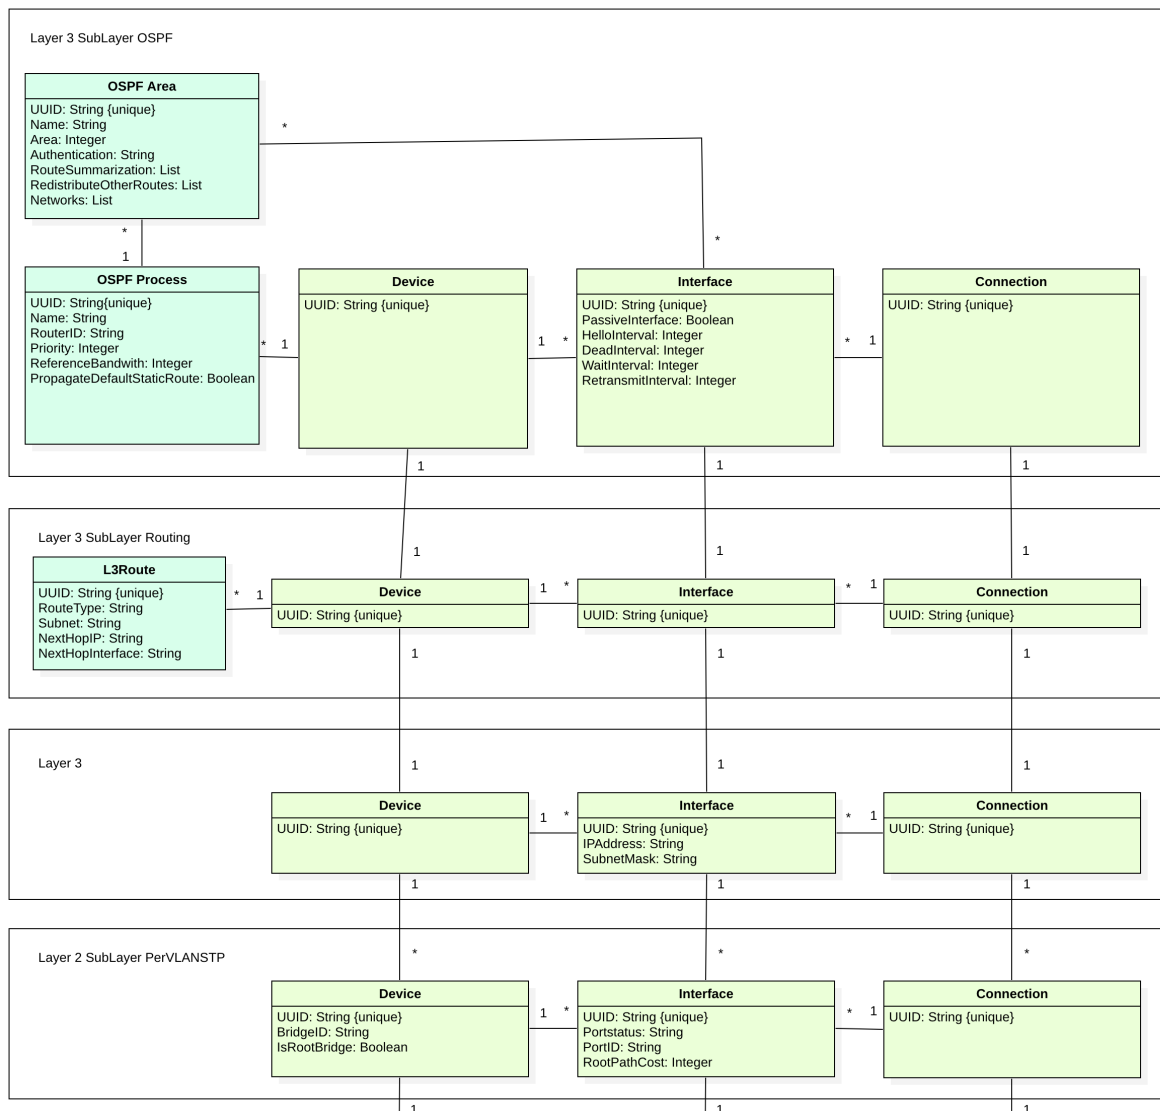 Layer 3 SubLayer OSPF
OSPF Area
UUID: String {unique}
Name: String
Area: Integer
Authentication: String
RouteSummarization: List
RedistributeOtherRoutes: List
Networks: List
*
*
*
1
OSPF Process
UUID: String{unique}
Name: String
RouterID: String
Priority: Integer
ReferenceBandwith: Integer
PropagateDefaultStaticRoute: Boolean
* 1
Device
UUID: String {unique}
1 *
Interface
UUID: String {unique}
PassiveInterface: Boolean
HelloInterval: Integer
DeadInterval: Integer
WaitInterval: Integer
RetransmitInterval: Integer
* 1
Connection
UUID: String {unique}
1 1 1
Layer 3 SubLayer Routing
1 1 1
L3Route
UUID: String {unique}
RouteType: String
Subnet: String
NextHopIP: String
NextHopInterface: String
* 1
Device
UUID: String {unique}
1 *
Interface
UUID: String {unique}
* 1
Connection
UUID: String {unique}
1 1 1
Layer 3
1 1 1
Device
UUID: String {unique}
1 *
Interface
UUID: String {unique}
IPAddress: String
SubnetMask: String
* 1
Connection
UUID: String {unique}
1 1 1
Layer 2 SubLayer PerVLANSTP
* * *
Device
UUID: String {unique}
BridgeID: String
IsRootBridge: Boolean
1 *
Interface
UUID: String {unique}
Portstatus: String
PortID: String
RootPathCost: Integer
* 1
Connection
UUID: String {unique}
1 1 1